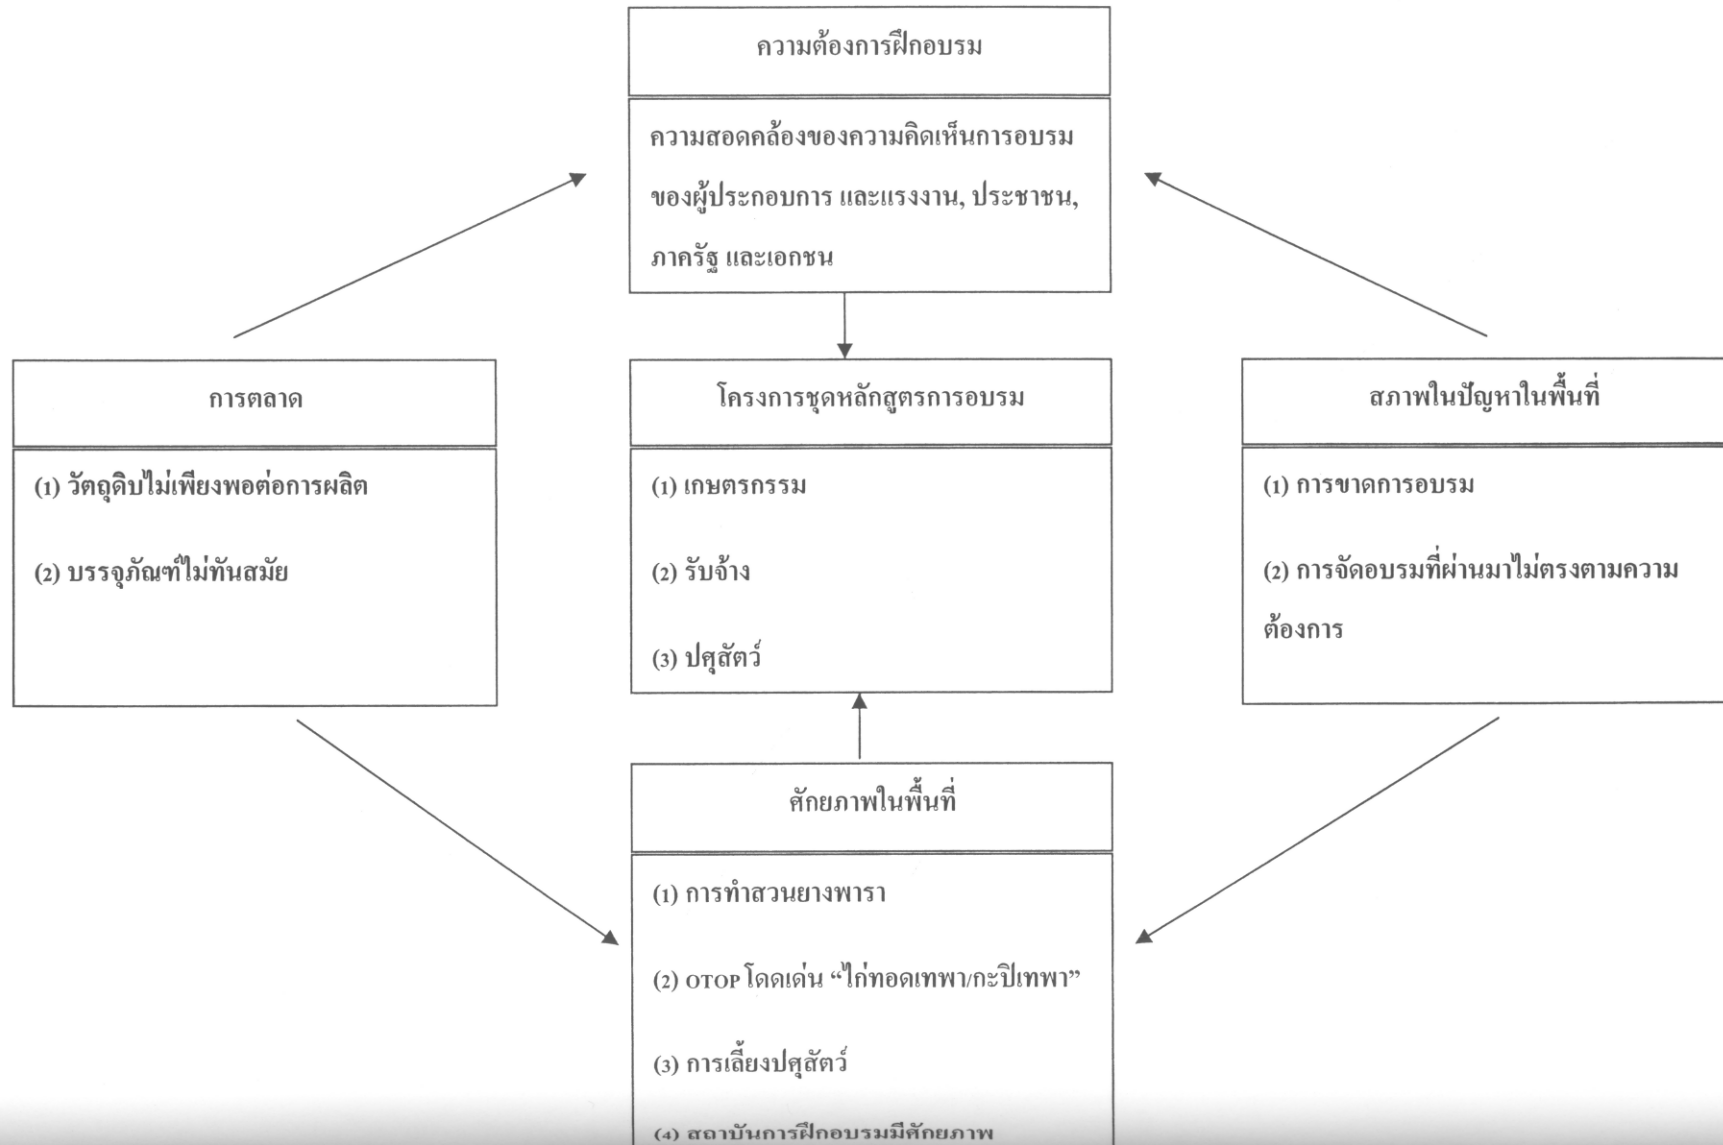 ความต้องการฝึกอบรม
ความสอดคล้องของความคิดเห็นการอบรม
ของผู้ประกอบการ และแรงงาน, ประชาชน,
ภาครัฐ และเอกชน
การตลาด
(1) วัตถุดิบไม่เพียงพอต่อการผลิต
(2) บรรจุภัณฑ์ไม่ทันสมัย
โครงการชุดหลักสูตรการอบรม
(1) เกษตรกรรม
(2) รับจ้าง
(3) ปศุสัตว์
สภาพในปัญหาในพื้นที่
(1) การขาดการอบรม
(2) การจัดอบรมที่ผ่านมาไม่ตรงตามความ
ต้องการ
ศักยภาพในพื้นที่
(1) การทำสวนยางพารา
(2) OTOP โดดเด่น “ไก่ทอดเทพา/กะปิเทพา”
(3) การเลี้ยงปศุสัตว์
(4) สถาบันการฝึกอบรมมีศักยภาพ